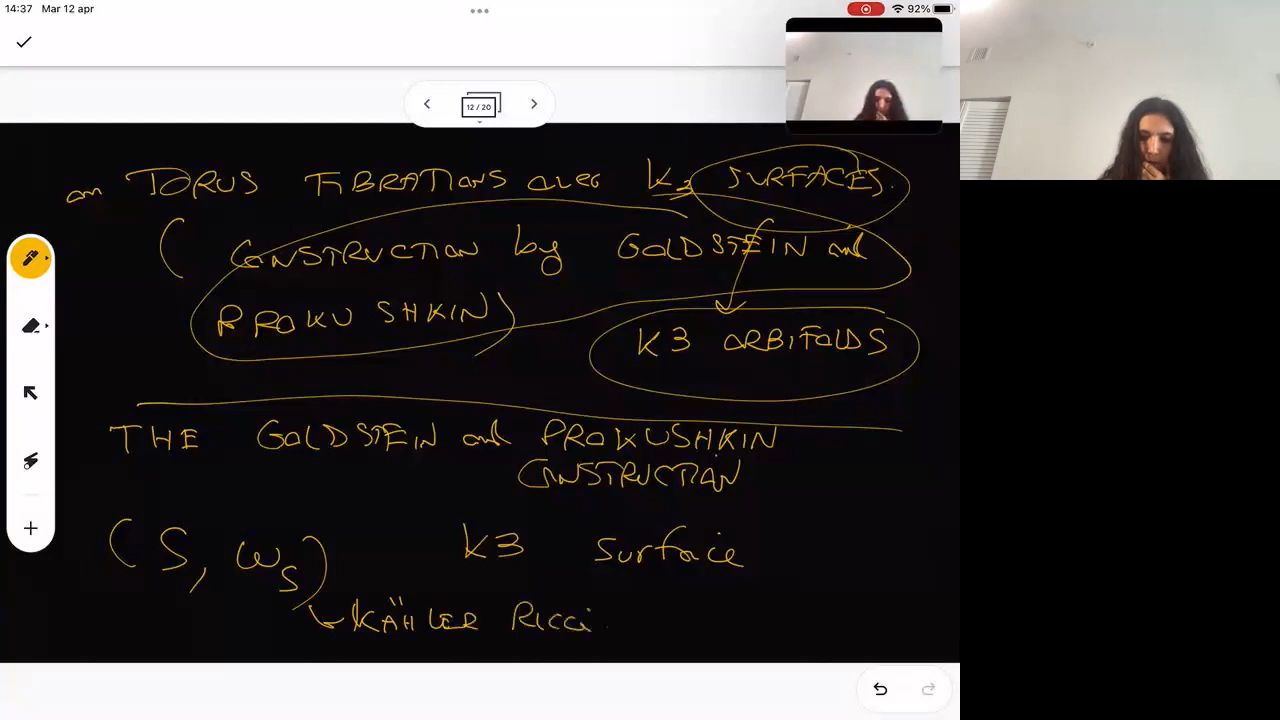 14:37 Mar 12 apr
92%
12 / 20
on TORUS FIBRATIONS over K3 SURFACES.
( CONSTRUCTION by GOLDSTEIN and
PROKUSHKIN)
K3 ORBIFOLDS
THE GOLDSTEIN and PROKUSHKIN
CONSTRUCTION
(S, ωS) K3 surface
KÄHLER RICCI